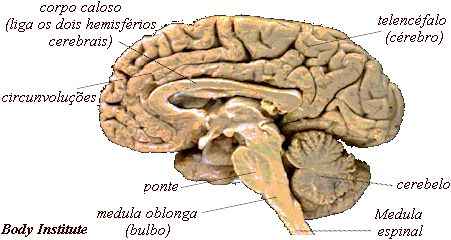 corpo caloso
(liga os dois hemisférios
cerebrais)
telencéfalo
(cérebro)
circunvoluções
ponte
cerebelo
medula oblonga
(bulbo)
Medula
espinal
Body Institute